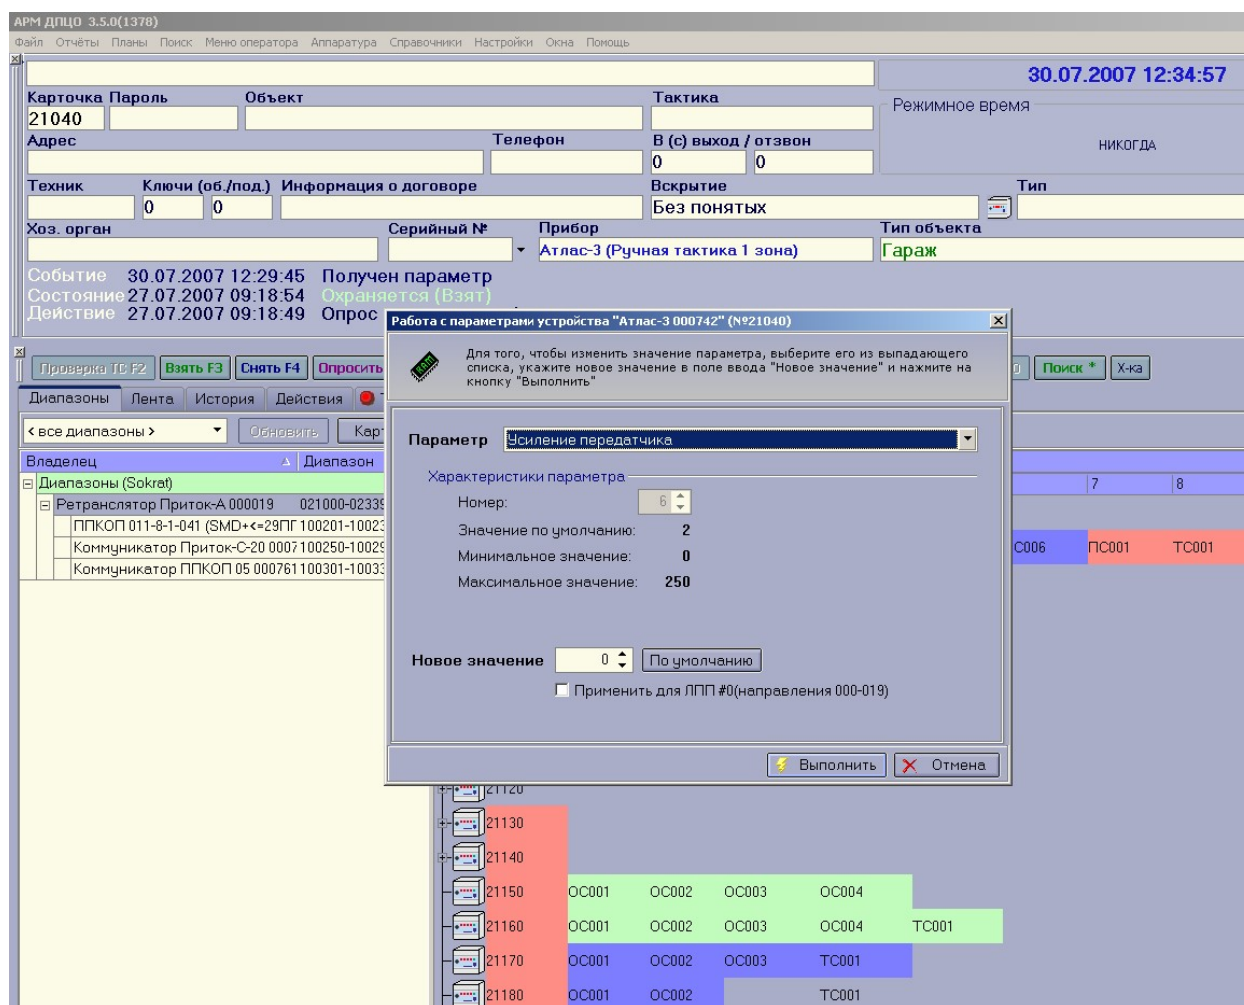 АРМ ДПЦО 3.5.0(1378)
Файл Отчёты Планы Поиск Меню оператора Аппаратура Справочники Настройки Окна Помощь
30.07.2007 12:34:57
Карточка Пароль Объект Тактика Режимное время
21040
Адрес Телефон В (с) выход / отзвон НИКОГДА
0 0
Техник Ключи (об./под.) Информация о договоре Вскрытие Тип
0 0 Без понятых
Хоз. орган Серийный № Прибор Тип объекта
Атлас-3 (Ручная тактика 1 зона) Гараж
Событие 30.07.2007 12:29:45 Получен параметр
Состояние 27.07.2007 09:18:54 Охраняется (Взят)
Действие 27.07.2007 09:18:49 Опрос
Работа с параметрами устройства "Атлас-3 000742" (№21040)
Для того, чтобы изменить значение параметра, выберите его из выпадающего
списка, укажите новое значение в поле ввода "Новое значение" и нажмите на
кнопку "Выполнить"
Проверка ТС F2 Взять F3 Снять F4 Опросить Поиск * Х-ка
Диапазоны Лента История Действия
< все диапазоны > Обновить Кар
Параметр Усиление передатчика
Характеристики параметра
Номер: 6
Значение по умолчанию: 2
Минимальное значение: 0
Максимальное значение: 250
Новое значение 0 По умолчанию
Применить для ЛПП #0(направления 000-019)
Выполнить Отмена
Владелец Диапазон 7 8
Диапазоны (Sokrat)
Ретранслятор Приток-А 000019 021000-02339
ППКОП 011-8-1-041 (SMD+<=29ПГ 100201-10023
Коммуникатор Приток-С-20 0007 100250-10029 С006 ПС001 ТС001
Коммуникатор ППКОП 05 000761 100301-10033
21120
21130
21140
21150 ОС001 ОС002 ОС003 ОС004
21160 ОС001 ОС002 ОС003 ОС004 ТС001
21170 ОС001 ОС002 ОС003 ТС001
21180 ОС001 ОС002 ТС001